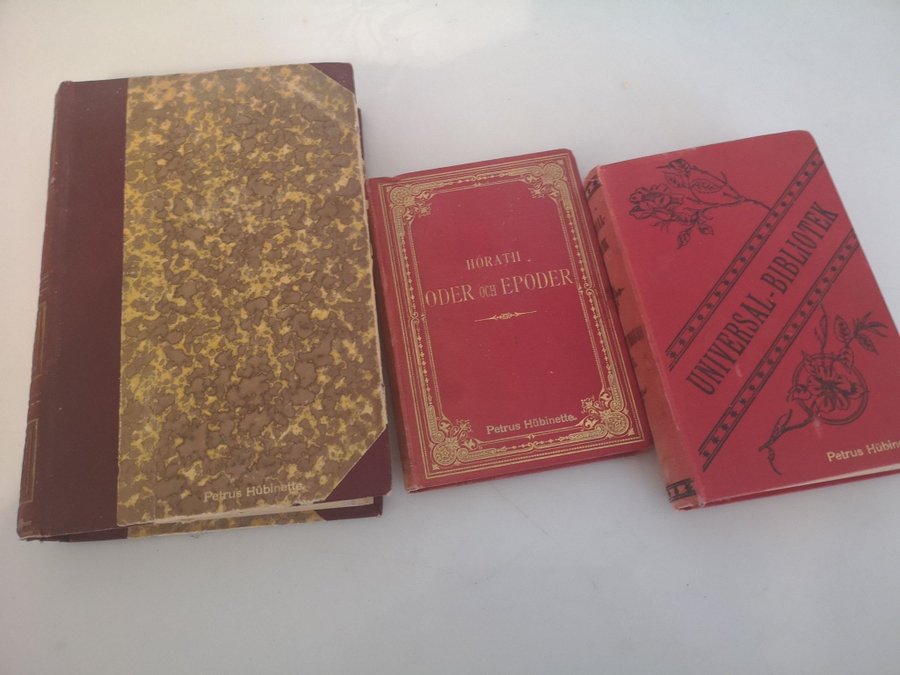 Petrus Hübinette.
HORATII
ODER OCH EPODER
Petrus Hübinette.
UNIVERSAL-BIBLIOTEK
Petrus Hübine